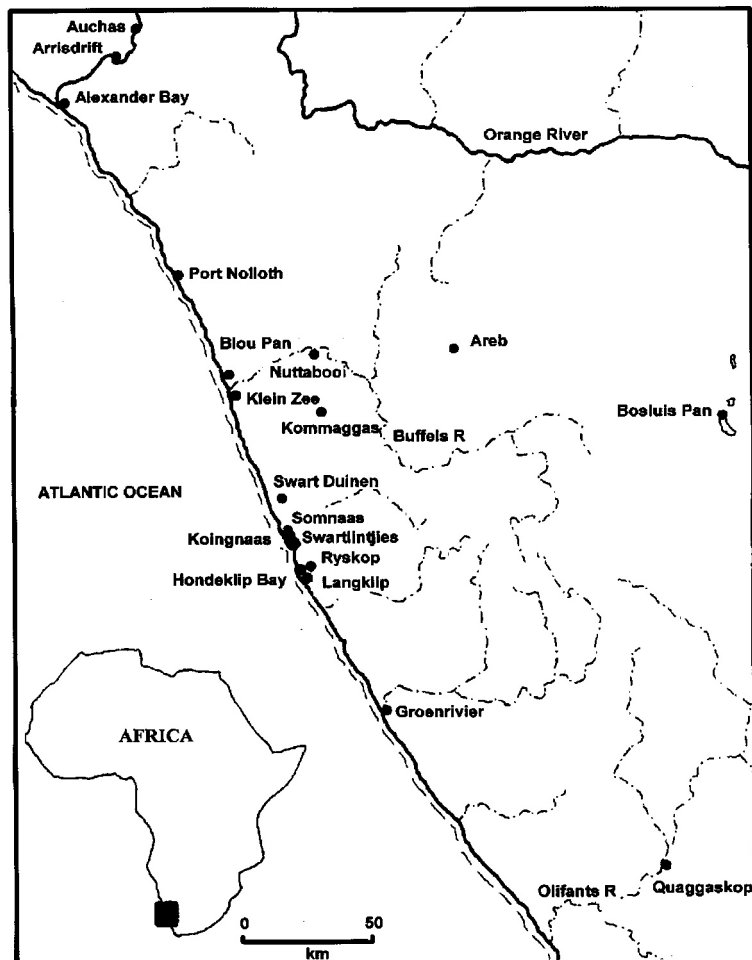 Auchas
Arrisdrift
Alexander Bay
Orange River
Port Nolloth
Blou Pan
Nuttabooi
Areb
Klein Zee
Kommaggas
Bosluis Pan
Buffels R
Swart Duinen
ATLANTIC OCEAN
Somnaas
Koingnaas
Swartlintjies
Ryskop
Hondeklip Bay
Langklip
Groenrivier
AFRICA
Quaggaskop
Olifants R
0 50
km